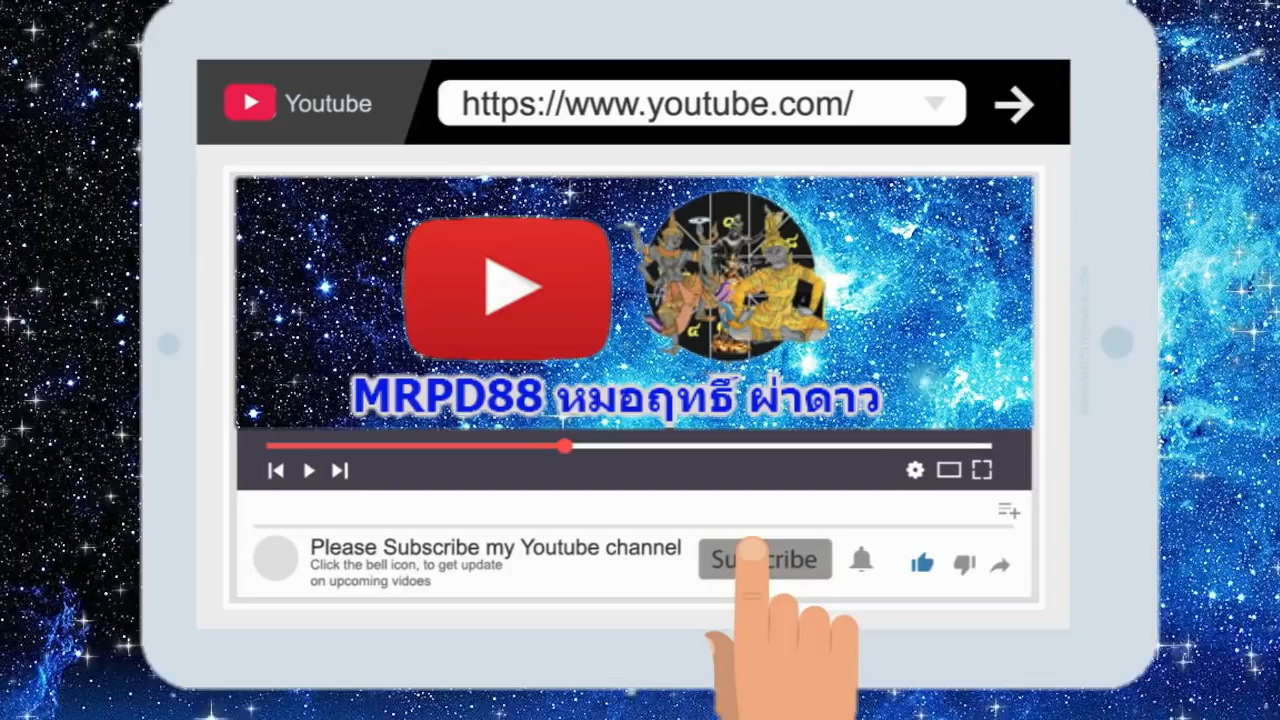 Youtube
https://www.youtube.com/
MRPD88 หมอฤทธิ์ ฝ่าดาว
Please Subscribe my Youtube channel
Click the bell icon, to get update
on upcoming vidoes